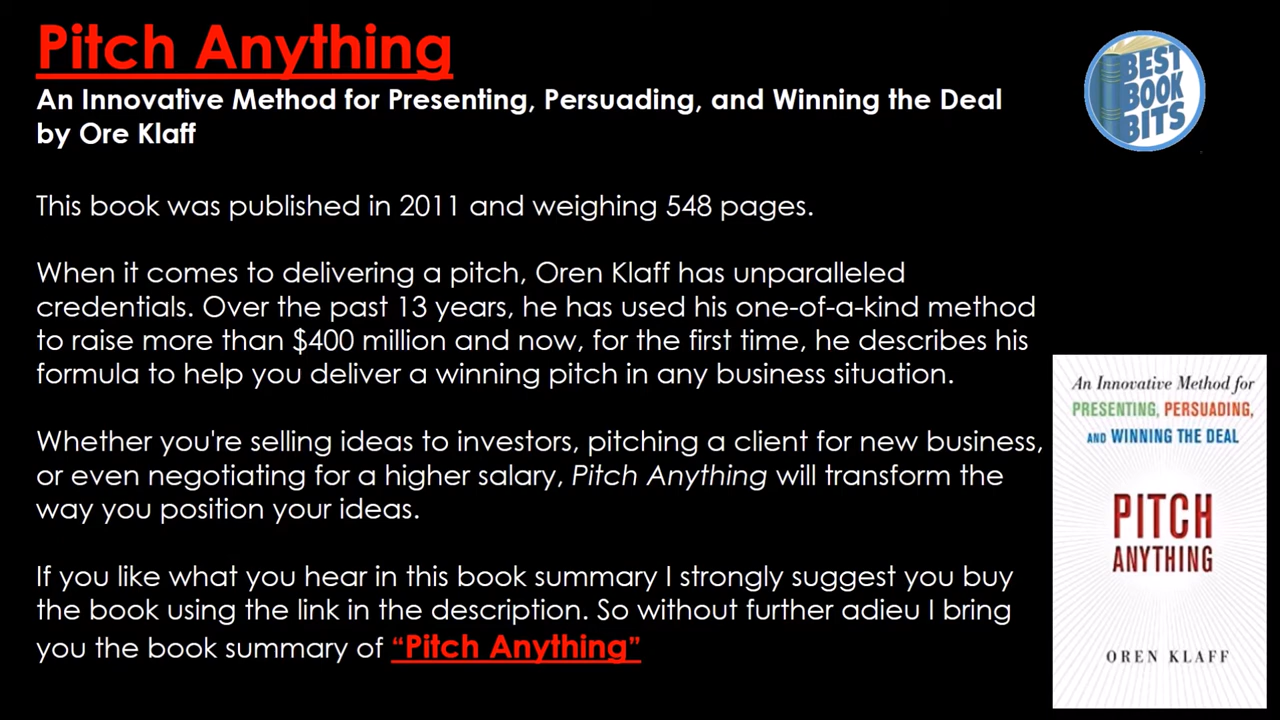 Pitch Anything
An Innovative Method for Presenting, Persuading, and Winning the Deal
by Ore Klaff
BEST
BOOK
BITS
This book was published in 2011 and weighing 548 pages.
When it comes to delivering a pitch, Oren Klaff has unparalleled
credentials. Over the past 13 years, he has used his one-of-a-kind method
to raise more than $400 million and now, for the first time, he describes his
formula to help you deliver a winning pitch in any business situation.
Whether you're selling ideas to investors, pitching a client for new business,
or even negotiating for a higher salary, Pitch Anything will transform the
way you position your ideas.
If you like what you hear in this book summary I strongly suggest you buy
the book using the link in the description. So without further adieu I bring
you the book summary of “Pitch Anything”
An Innovative Method for
PRESENTING, PERSUADING,
AND WINNING THE DEAL
PITCH
ANYTHING
OREN KLAFF